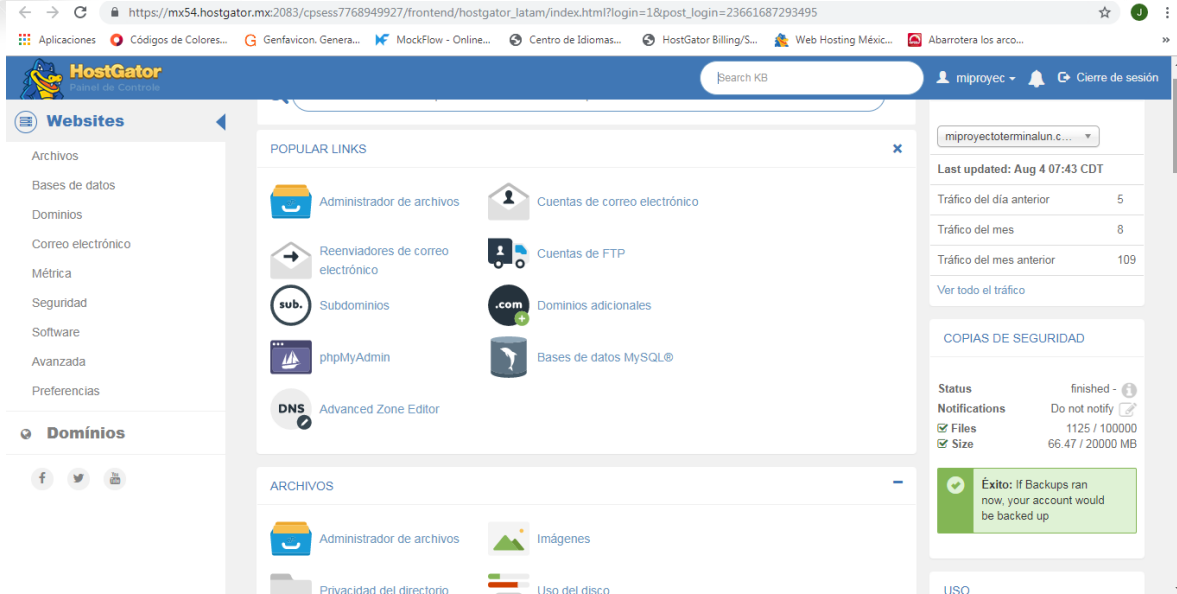 https://mx54.hostgator.mx:2083/cpsess7768949927/frontend/hostgator_latam/index.html?login=1&post_login=23661687293495
J
Aplicaciones
Códigos de Colores...
Genfavicon. Genera...
MockFlow - Online...
Centro de Idiomas...
HostGator Billing/S...
Web Hosting Méxic...
Abarrotera los arco...
»
HostGator
Painel de Controle
Search KB
miproyec
Cierre de sesión
Websites
Archivos
Bases de datos
Dominios
Correo electrónico
Métrica
Seguridad
Software
Avanzada
Preferencias
Domínios
POPULAR LINKS
Administrador de archivos
Cuentas de correo electrónico
Reenviadores de correo
electrónico
Cuentas de FTP
sub.
Subdominios
.com
Dominios adicionales
phpMyAdmin
Bases de datos MySQL®
DNS
Advanced Zone Editor
ARCHIVOS
Administrador de archivos
Imágenes
Privacidad del directorio
Uso del disco
miproyectoterminalun.c...
Last updated: Aug 4 07:43 CDT
Tráfico del día anterior 5
Tráfico del mes 8
Tráfico del mes anterior 109
Ver todo el tráfico
COPIAS DE SEGURIDAD
Status finished -
Notifications Do not notify
Files 1125 / 100000
Size 66.47 / 20000 MB
Éxito: If Backups ran
now, your account would
be backed up
USO